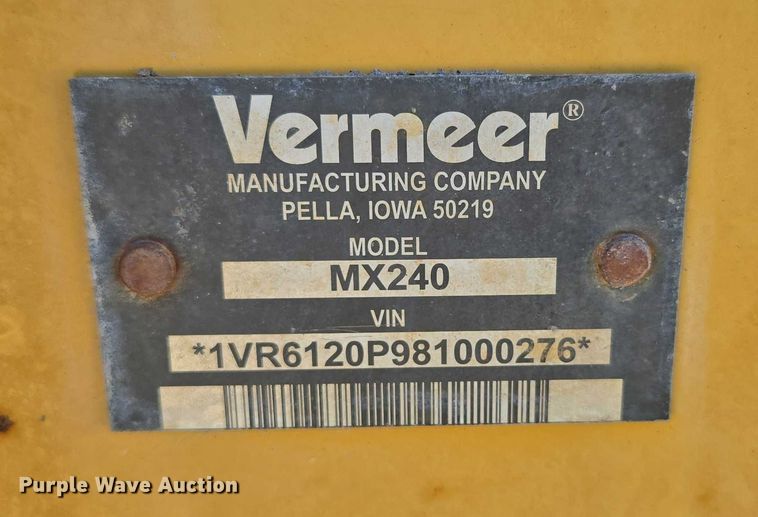 Vermeer®
MANUFACTURING COMPANY
PELLA, IOWA 50219
MODEL
MX240
VIN
*1VR6120P981000276*
Purple Wave Auction